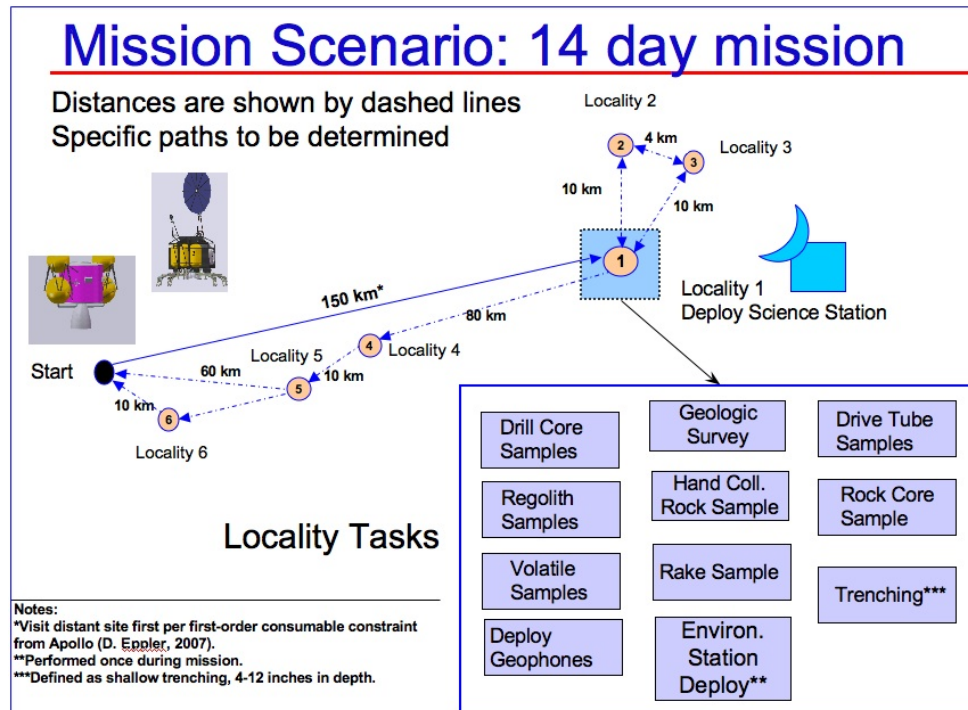 Mission Scenario: 14 day mission
Distances are shown by dashed lines
Specific paths to be determined
Locality 2
2
4 km
3
Locality 3
10 km
10 km
1
Locality 1
Deploy Science Station
150 km*
80 km
4
Locality 4
Locality 5
10 km
60 km
5
Start
10 km
6
Locality 6
Locality Tasks
Drill Core
Samples
Geologic
Survey
Drive Tube
Samples
Regolith
Samples
Hand Coll.
Rock Sample
Rock Core
Sample
Volatile
Samples
Rake Sample
Trenching***
Deploy
Geophones
Environ.
Station
Deploy**
Notes:
*Visit distant site first per first-order consumable constraint
from Apollo (D. Eppler, 2007).
**Performed once during mission.
***Defined as shallow trenching, 4-12 inches in depth.